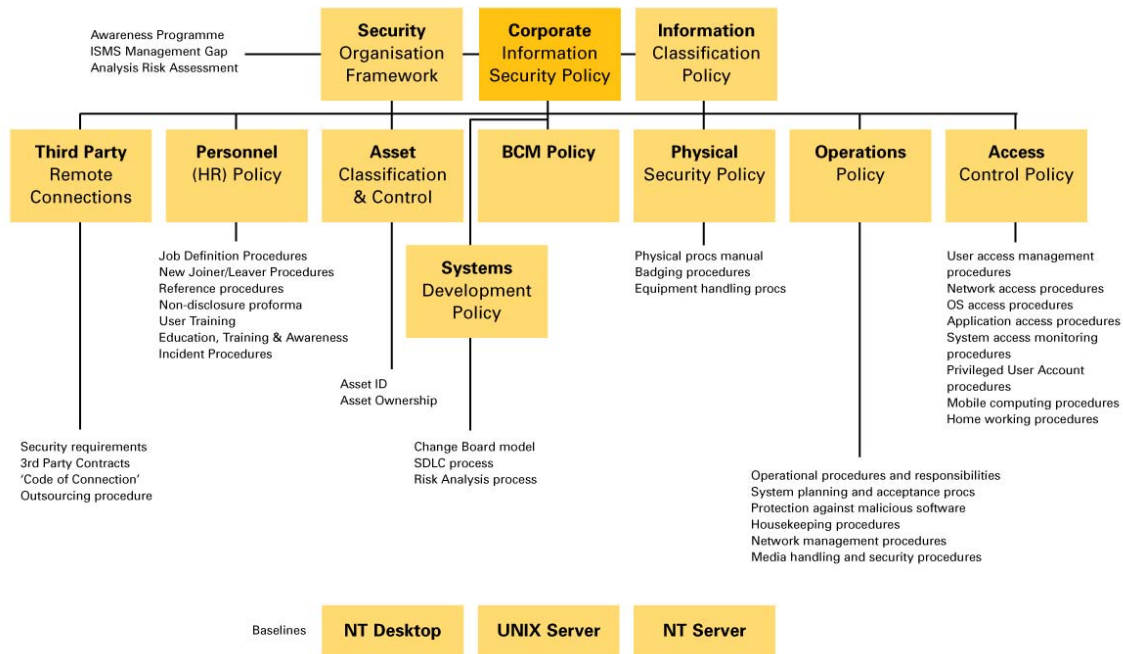 Awareness Programme
ISMS Management Gap
Analysis Risk Assessment
Security
Organisation
Framework
Corporate
Information
Security Policy
Information
Classification
Policy
Third Party
Remote
Connections
Personnel
(HR) Policy
Asset
Classification
& Control
BCM Policy
Physical
Security Policy
Operations
Policy
Access
Control Policy
Job Definition Procedures
New Joiner/Leaver Procedures
Reference procedures
Non-disclosure proforma
User Training
Education, Training & Awareness
Incident Procedures
Systems
Development
Policy
Physical procs manual
Badging procedures
Equipment handling procs
User access management
procedures
Network access procedures
OS access procedures
Application access procedures
System access monitoring
procedures
Privileged User Account
procedures
Mobile computing procedures
Home working procedures
Asset ID
Asset Ownership
Security requirements
3rd Party Contracts
‘Code of Connection’
Outsourcing procedure
Change Board model
SDLC process
Risk Analysis process
Operational procedures and responsibilities
System planning and acceptance procs
Protection against malicious software
Housekeeping procedures
Network management procedures
Media handling and security procedures
Baselines
NT Desktop
UNIX Server
NT Server